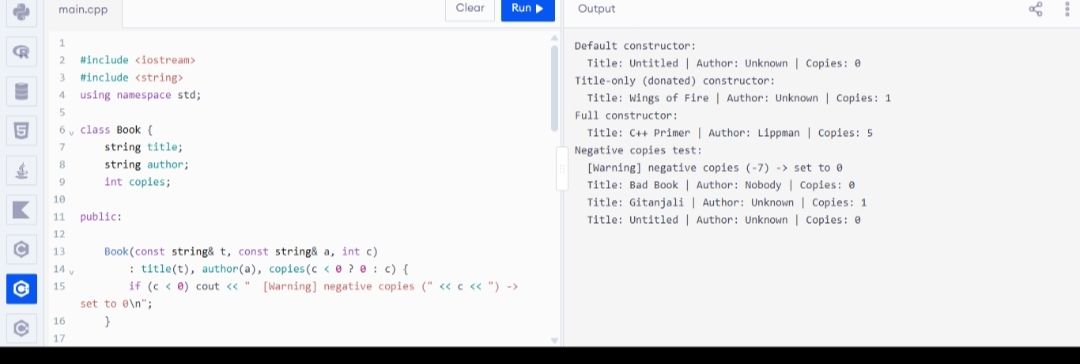 main.cpp
Clear
Run
Output
1
2 #include <iostream>
3 #include <string>
4 using namespace std;
5
6 class Book {
7 string title;
8 string author;
9 int copies;
10
11 public:
12
13 Book(const string& t, const string& a, int c)
14 : title(t), author(a), copies(c < 0 ? 0 : c) {
15 if (c < 0) cout << "  [Warning] negative copies (" << c << ") ->
set to 0\n";
16 }
17
Default constructor:
Title: Untitled | Author: Unknown | Copies: 0
Title-only (donated) constructor:
Title: Wings of Fire | Author: Unknown | Copies: 1
Full constructor:
Title: C++ Primer | Author: Lippman | Copies: 5
Negative copies test:
[Warning] negative copies (-7) -> set to 0
Title: Bad Book | Author: Nobody | Copies: 0
Title: Gitanjali | Author: Unknown | Copies: 1
Title: Untitled | Author: Unknown | Copies: 0